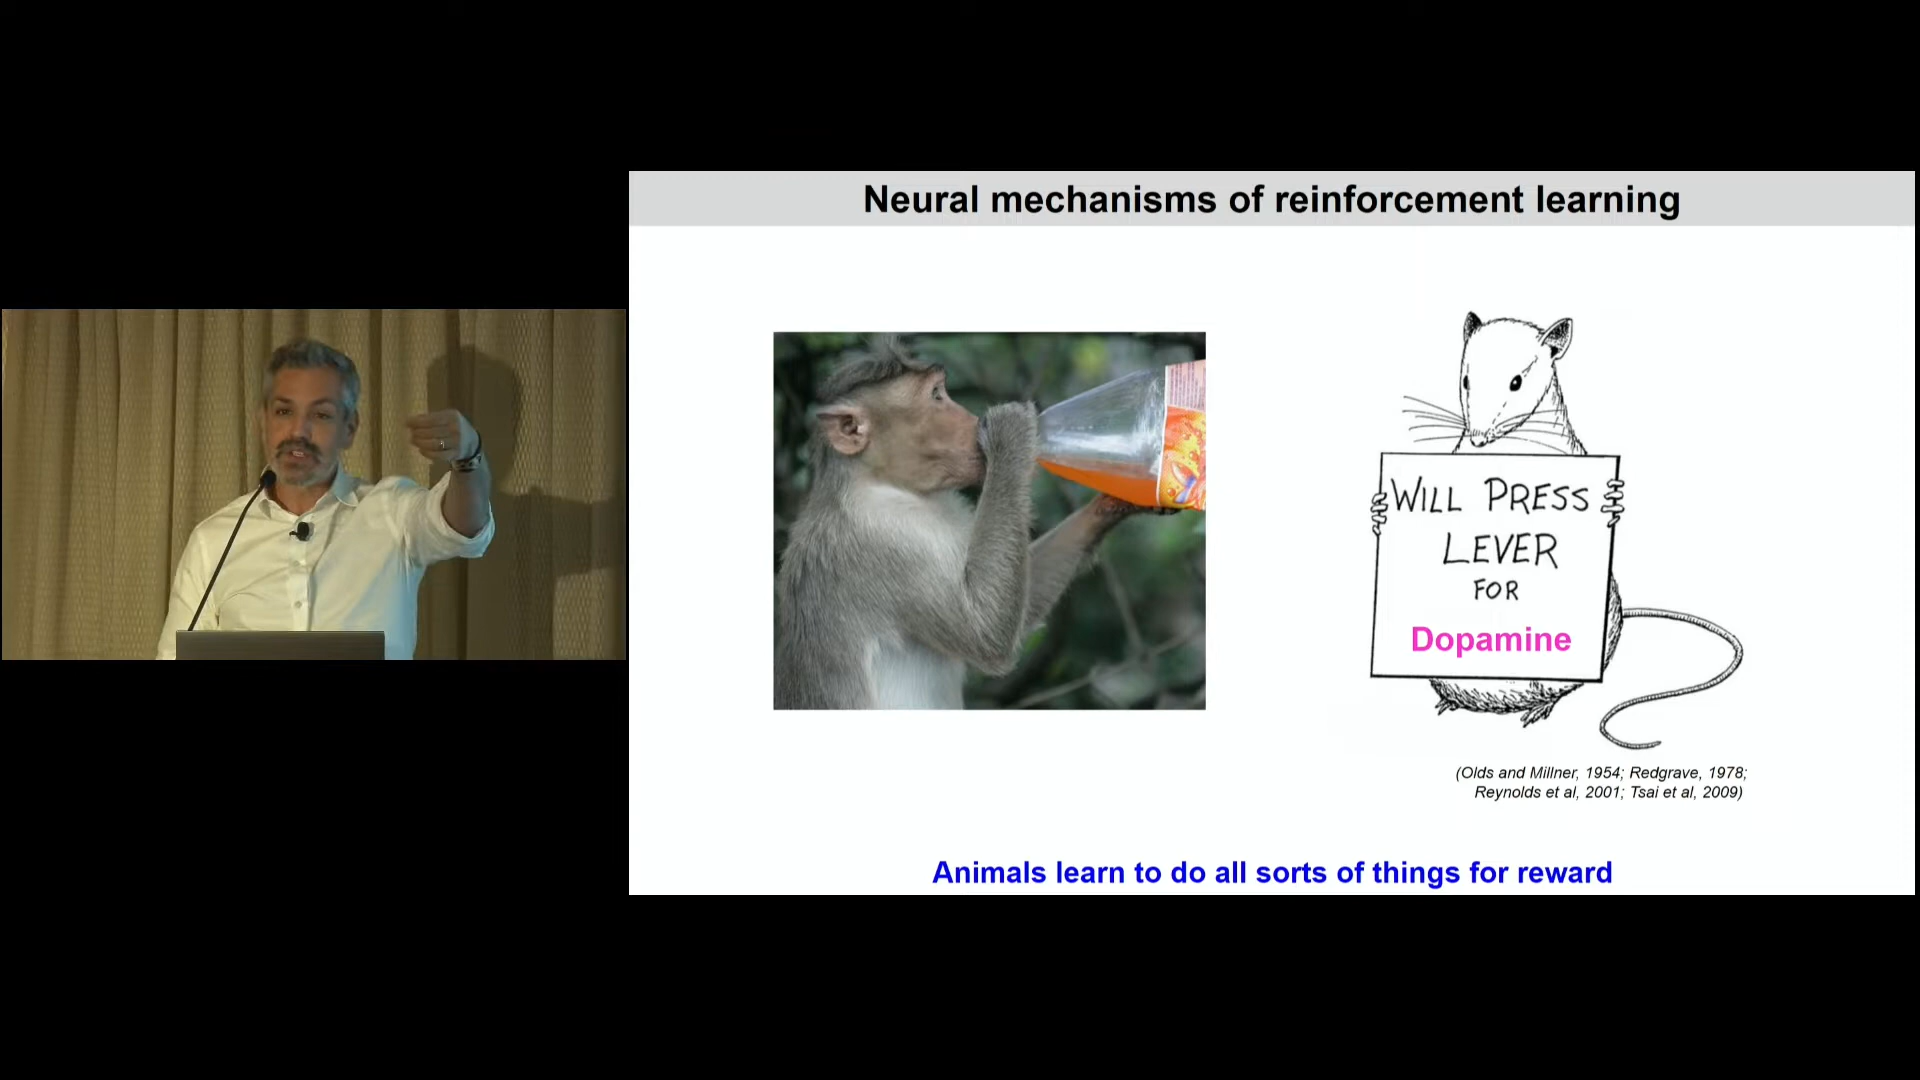 Neural mechanisms of reinforcement learning
WILL PRESS
LEVER
FOR
Dopamine
(Olds and Millner, 1954; Redgrave, 1978;
Reynolds et al, 2001; Tsai et al, 2009)
Animals learn to do all sorts of things for reward